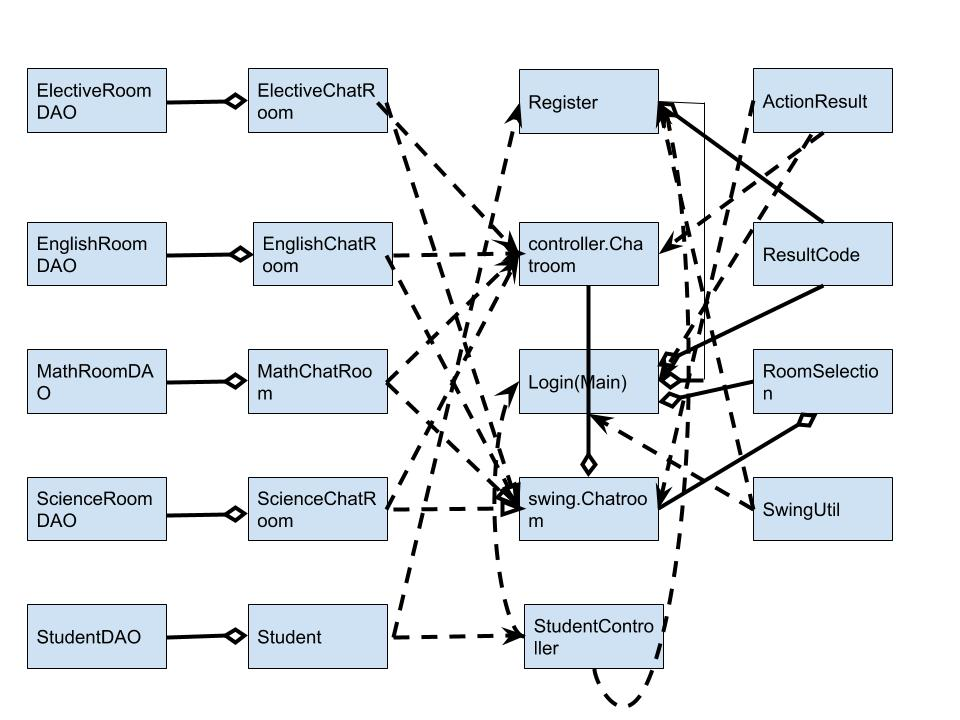 ElectiveRoom
DAO
ElectiveChatR
oom
Register
ActionResult
EnglishRoom
DAO
EnglishChatR
oom
controller.Cha
troom
ResultCode
MathRoomDA
O
MathChatRoo
m
Login(Main)
RoomSelectio
n
ScienceRoom
DAO
ScienceChatR
oom
swing.Chatroo
m
SwingUtil
StudentDAO
Student
StudentContro
ller